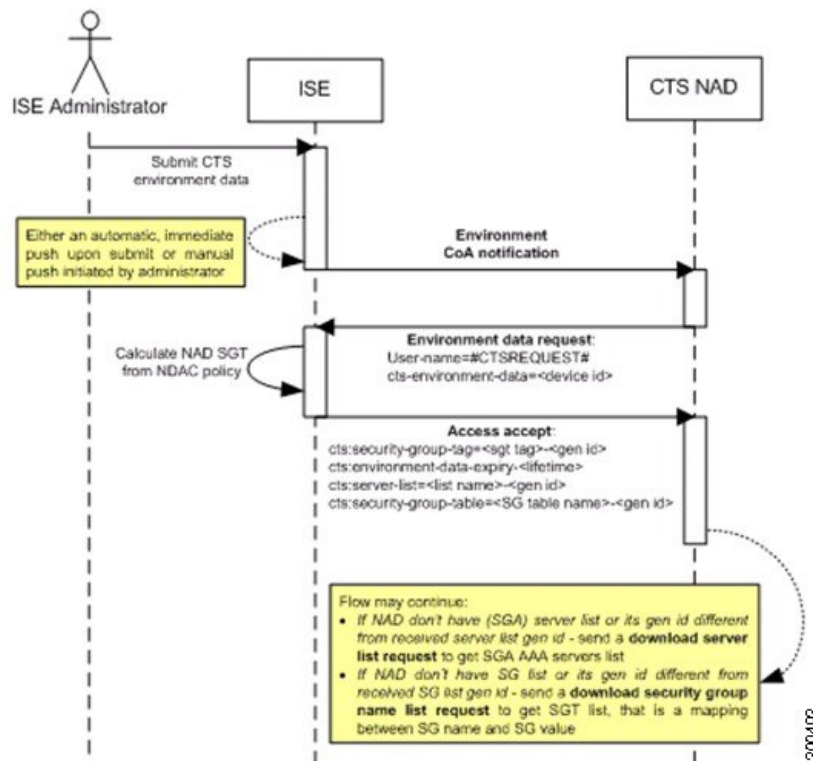 ISE Administrator
ISE
CTS NAD
Submit CTS
environment data
Either an automatic, immediate
push upon submit or manual
push initiated by administrator
Environment
CoA notification
Calculate NAD SGT
from NDAC policy
Environment data request:
User-name=#CTSREQUEST#
cts-environment-data=<device id>
Access accept:
cts:security-group-tag=<sgt tag>-<gen id>
cts:environment-data-expiry-<lifetime>
cts:server-list=<list name>-<gen id>
cts:security-group-table=<SG table name>-<gen id>
Flow may continue:
• If NAD don't have (SGA) server list or its gen id different
from received server list gen id - send a download server
list request to get SGA AAA servers list
• If NAD don't have SG list or its gen id different from
received SG list gen id - send a download security group
name list request to get SGT list, that is a mapping
between SG name and SG value
300403